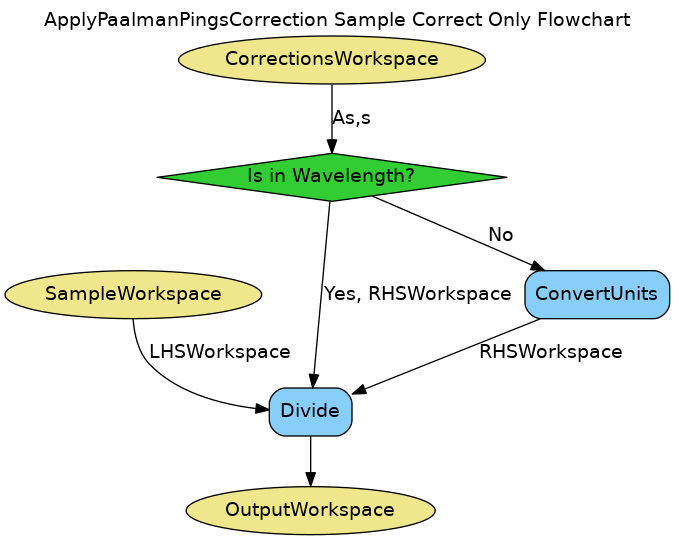 ApplyPaalmanPingsCorrection Sample Correct Only Flowchart
CorrectionsWorkspace
As,s
Is in Wavelength?
No
SampleWorkspace
Yes, RHSWorkspace
ConvertUnits
LHSWorkspace
RHSWorkspace
Divide
OutputWorkspace